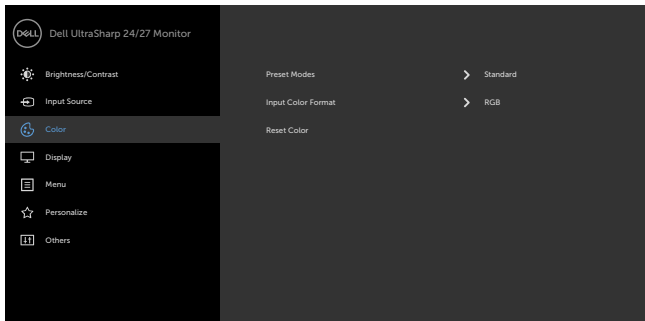 DELL
Dell UltraSharp 24/27 Monitor
Brightness/Contrast
Input Source
Color
Display
Menu
Personalize
Others
Preset Modes
Standard
Input Color Format
RGB
Reset Color